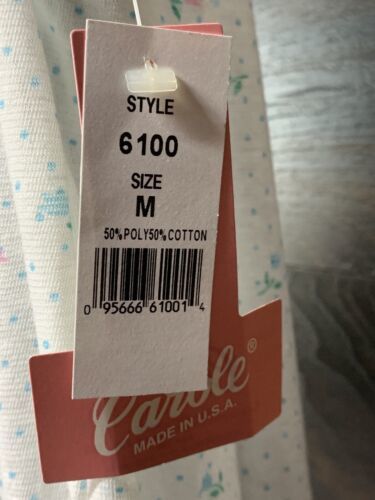 STYLE
6100
SIZE
M
50%POLY50%COTTON
0 95666 61001 4
Carole®
MADE IN U.S.A.